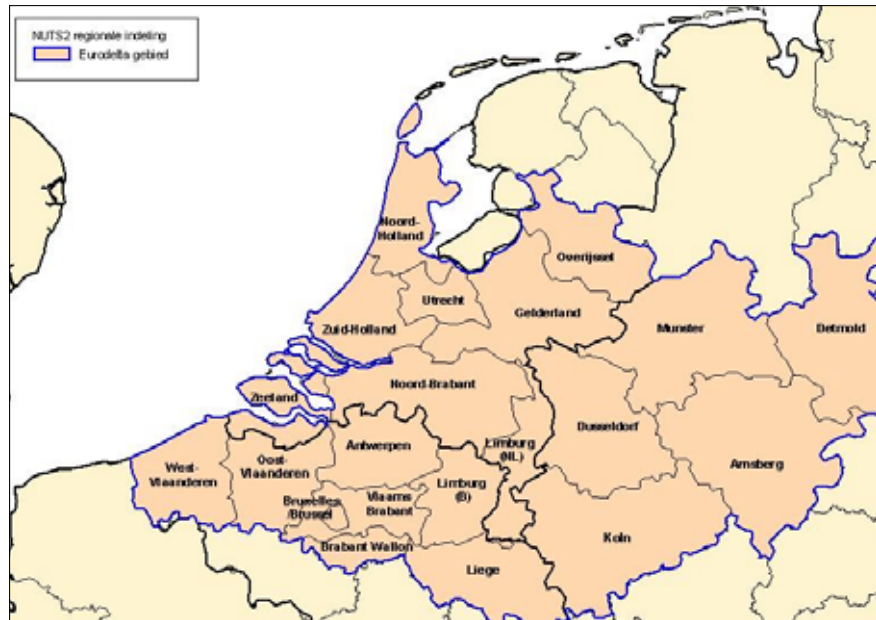 NUTS2 regionale indeling
Eurodelta gebied
Noord-
Holland
Overijssel
Utrecht
Gelderland
Zuid-Holland
Munster
Detmold
Zeeland
Noord-Brabant
Dusseldorf
Limburg
(NL)
Antwerpen
Arnsberg
West-
Vlaanderen
Oost-
Vlaanderen
Limburg
(B)
Bruxelles
/Brussel
Vlaams
Brabant
Brabant Wallon
Koln
Liege